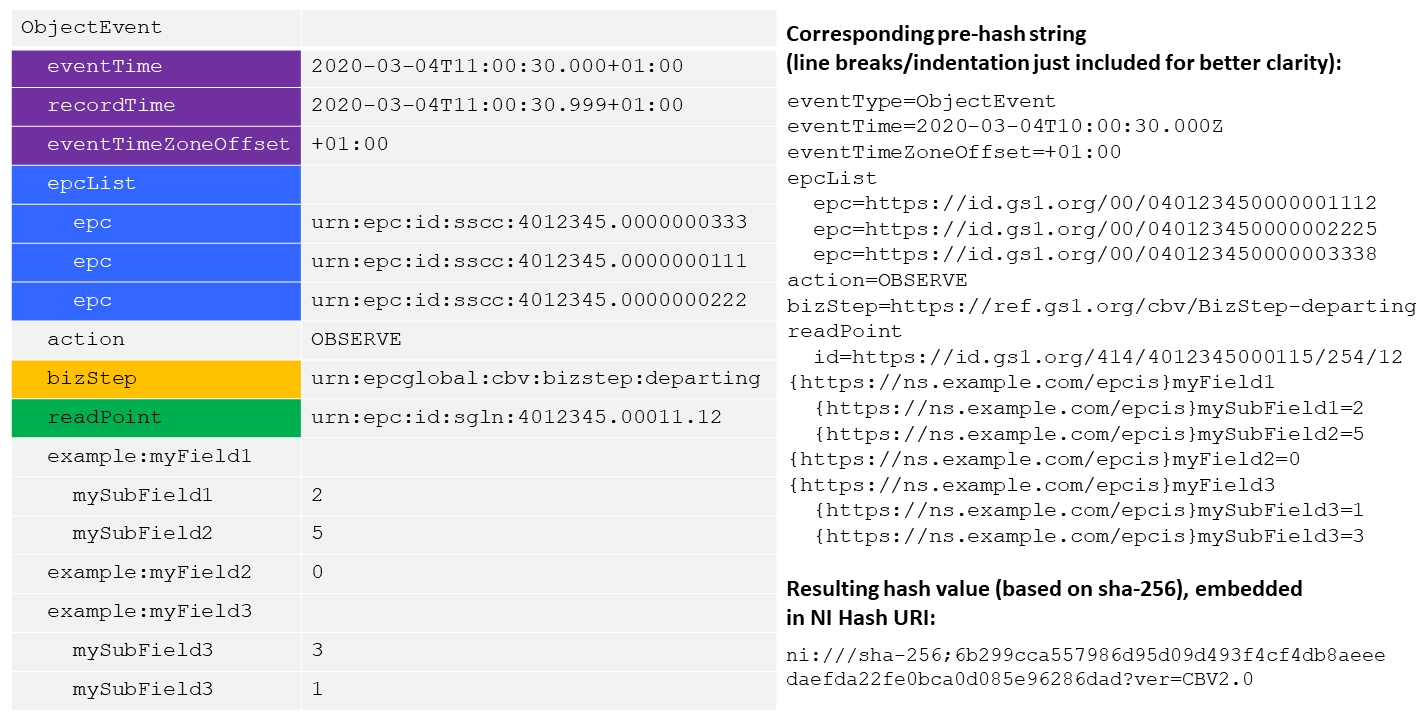 ObjectEvent
eventTime 2020-03-04T11:00:30.000+01:00
recordTime 2020-03-04T11:00:30.999+01:00
eventTimeZoneOffset +01:00
epcList
epc urn:epc:id:sscc:4012345.0000000333
epc urn:epc:id:sscc:4012345.0000000111
epc urn:epc:id:sscc:4012345.0000000222
action OBSERVE
bizStep urn:epcglobal:cbv:bizstep:departing
readPoint urn:epc:id:sgln:4012345.00011.12
example:myField1
mySubField1 2
mySubField2 5
example:myField2 0
example:myField3
mySubField3 3
mySubField3 1
Corresponding pre-hash string
(line breaks/indentation just included for better clarity):
eventType=ObjectEvent
eventTime=2020-03-04T10:00:30.000Z
eventTimeZoneOffset=+01:00
epcList
epc=https://id.gs1.org/00/040123450000001112
epc=https://id.gs1.org/00/040123450000002225
epc=https://id.gs1.org/00/040123450000003338
action=OBSERVE
bizStep=https://ref.gs1.org/cbv/BizStep-departing
readPoint
id=https://id.gs1.org/414/4012345000115/254/12
{https://ns.example.com/epcis}myField1
{https://ns.example.com/epcis}mySubField1=2
{https://ns.example.com/epcis}mySubField2=5
{https://ns.example.com/epcis}myField2=0
{https://ns.example.com/epcis}myField3
{https://ns.example.com/epcis}mySubField3=1
{https://ns.example.com/epcis}mySubField3=3
Resulting hash value (based on sha-256), embedded
in NI Hash URI:
ni:///sha-256;6b299cca557986d95d09d493f4cf4db8aeee
daefda22fe0bca0d085e96286dad?ver=CBV2.0